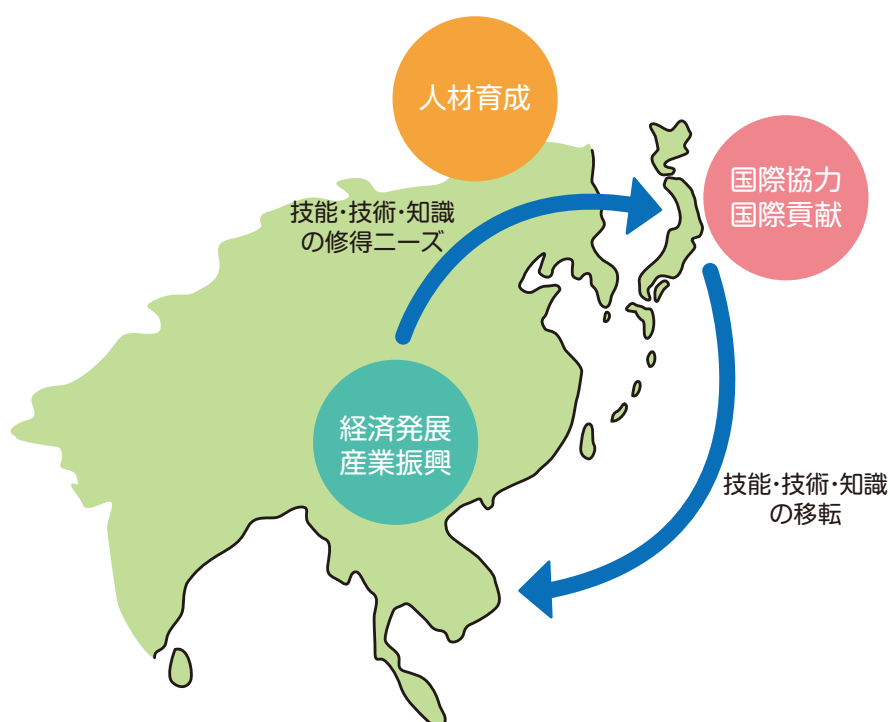 人材育成
国際協力
国際貢献
技能・技術・知識
の修得ニーズ
経済発展
産業振興
技能・技術・知識
の移転